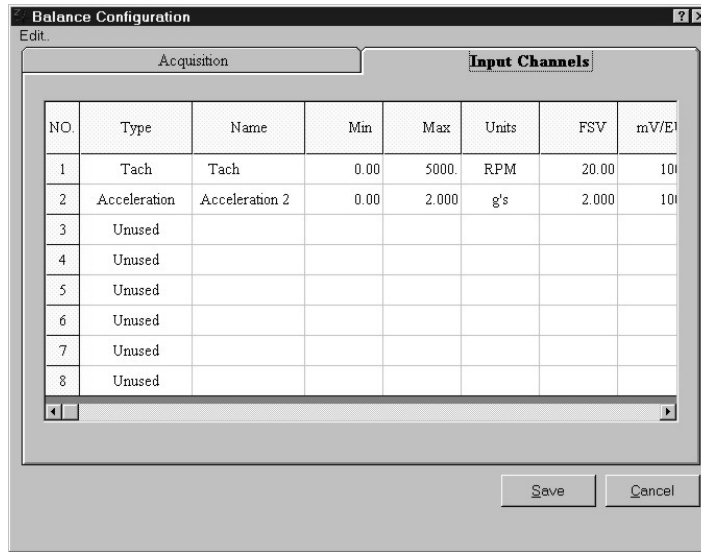 Balance Configuration
Edit..
Acquisition Input Channels
NO. Type Name Min Max Units FSV
1 Tach Tach 0.00 5000. RPM 20.00
2 Acceleration Acceleration 2 0.00 2.000 g's 2.000
3 Unused
4 Unused
5 Unused
6 Unused
7 Unused
8 Unused
Save Cancel